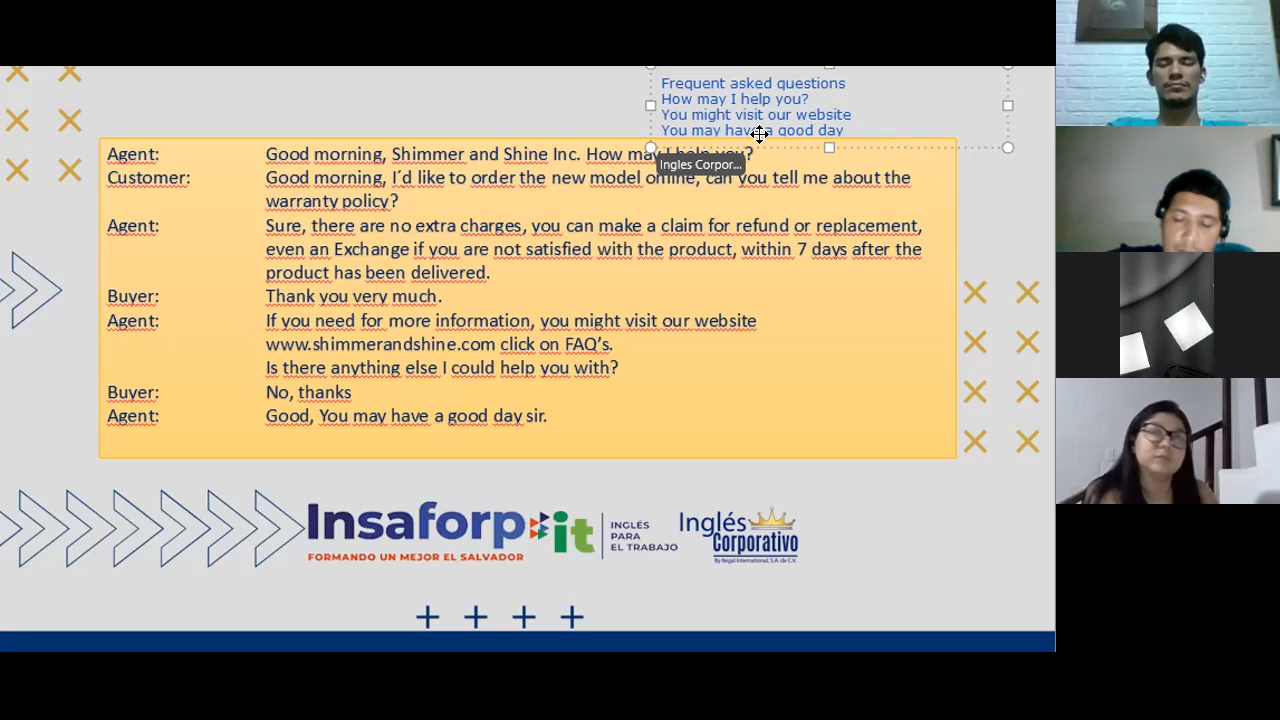 Frequent asked questions
How may I help you?
You might visit our website
You may have a good day
Ingles Corpor...
Agent: Good morning, Shimmer and Shine Inc. How may I help you?
Customer: Good morning, I´d like to order the new model online, can you tell me about the
warranty policy?
Agent: Sure, there are no extra charges, you can make a claim for refund or replacement,
even an Exchange if you are not satisfied with the product, within 7 days after the
product has been delivered.
Buyer: Thank you very much.
Agent: If you need for more information, you might visit our website
www.shimmerandshine.com click on FAQ’s.
Is there anything else I could help you with?
Buyer: No, thanks
Agent: Good, You may have a good day sir.
Insaforp
FORMANDO UN MEJOR EL SALVADOR
it
INGLÉS
PARA
EL TRABAJO
Inglés
Corporativo
By Regal International, S.A. de C.V.